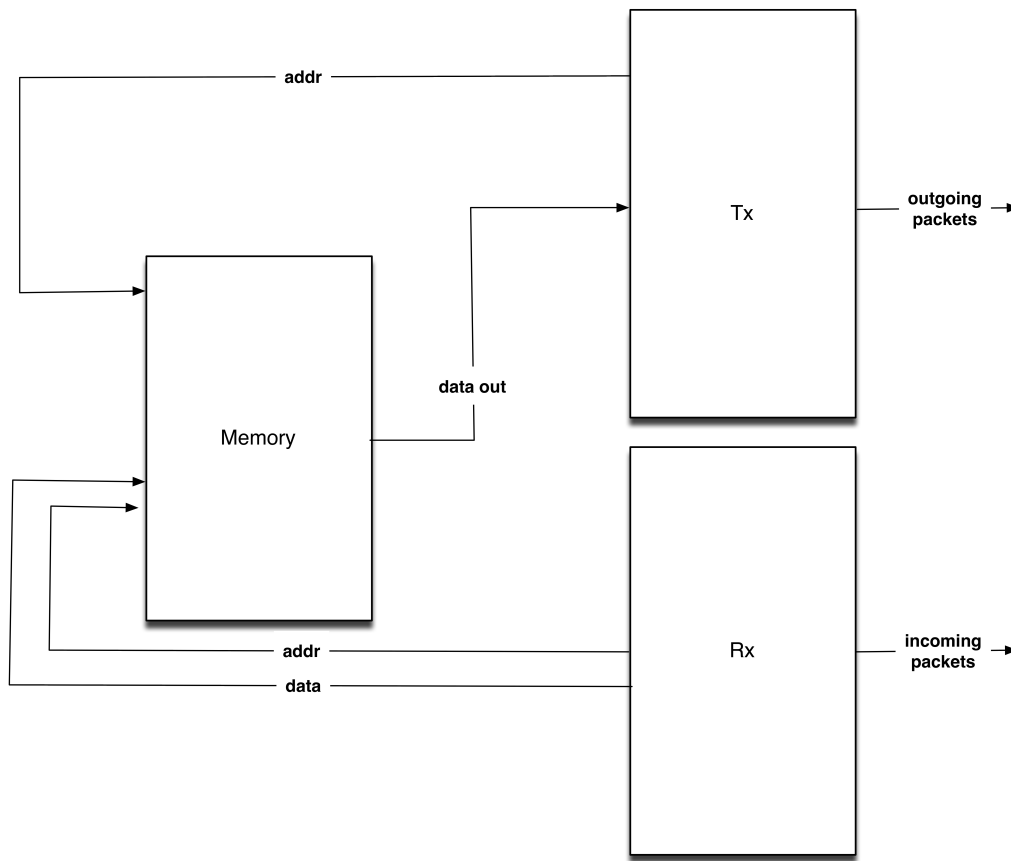 addr
Tx
outgoing
packets
data out
Memory
addr
data
Rx
incoming
packets